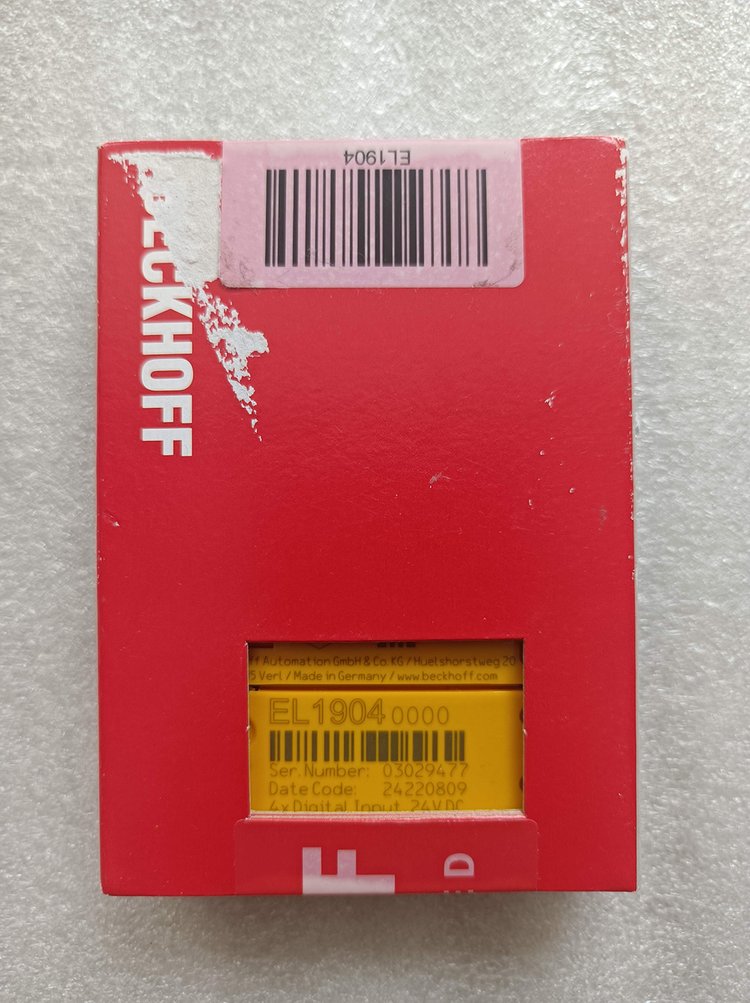 EL1904
ECKHOFF
ff Automation GmbH & Co. KG / Huelshorstweg 20
5 Verl / Made in Germany / www.beckhoff.com
EL1904 0000
Ser. Number: 03029477
Date Code: 24220809
4x Digital Input, 24V DC
F
D